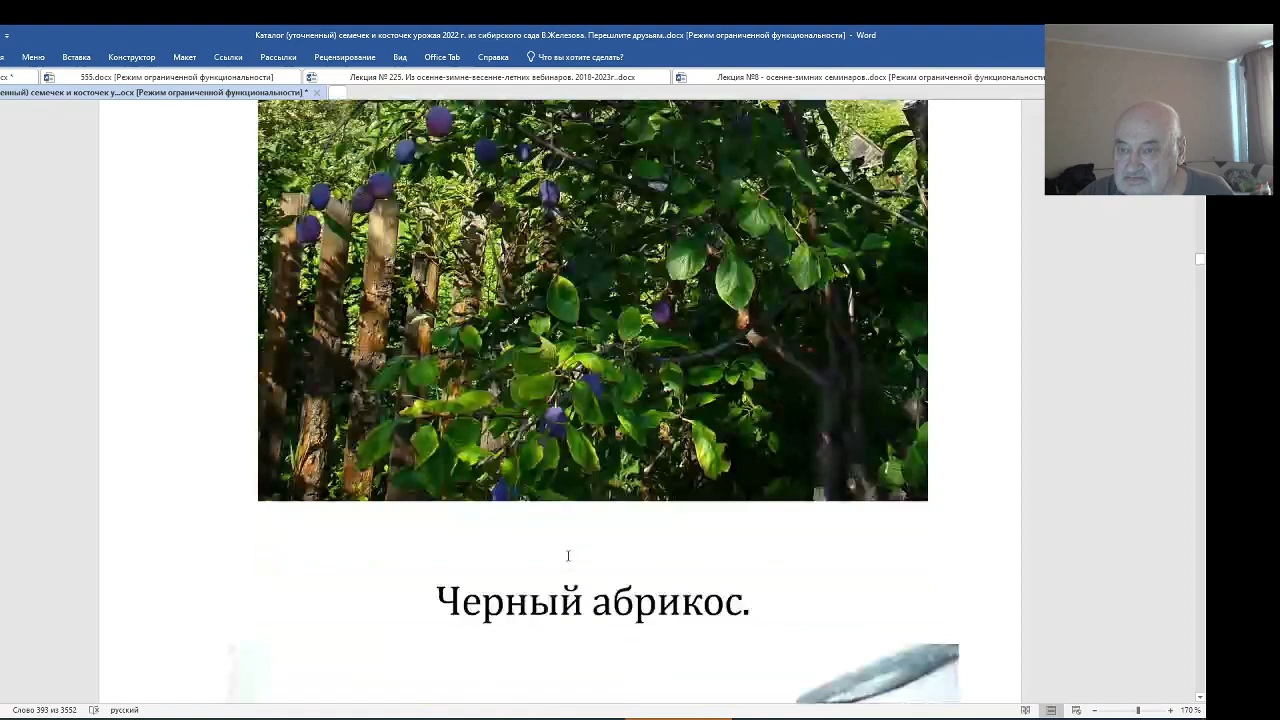 Каталог (уточненный) семечек и косточек урожая 2022 г. из сибирского сада В.Железова. Перешлите друзьям..docx [Режим ограниченной функциональности] - Word
Меню Вставка Конструктор Макет Ссылки Рассылки Рецензирование Вид Office Tab Справка Что вы хотите сделать?
cx * 555.docx [Режим ограниченной функциональности] Лекция № 225. Из осенне-зимне-весенне-летних вебинаров. 2018-2023г..docx Лекция №8 - осенне-зимних семинаров..docx [Режим ограниченной функциональности
енный) семечек и косточек у...ocx [Режим ограниченной функциональности] *
Черный абрикос.
Слово 393 из 3552 русский 170 %